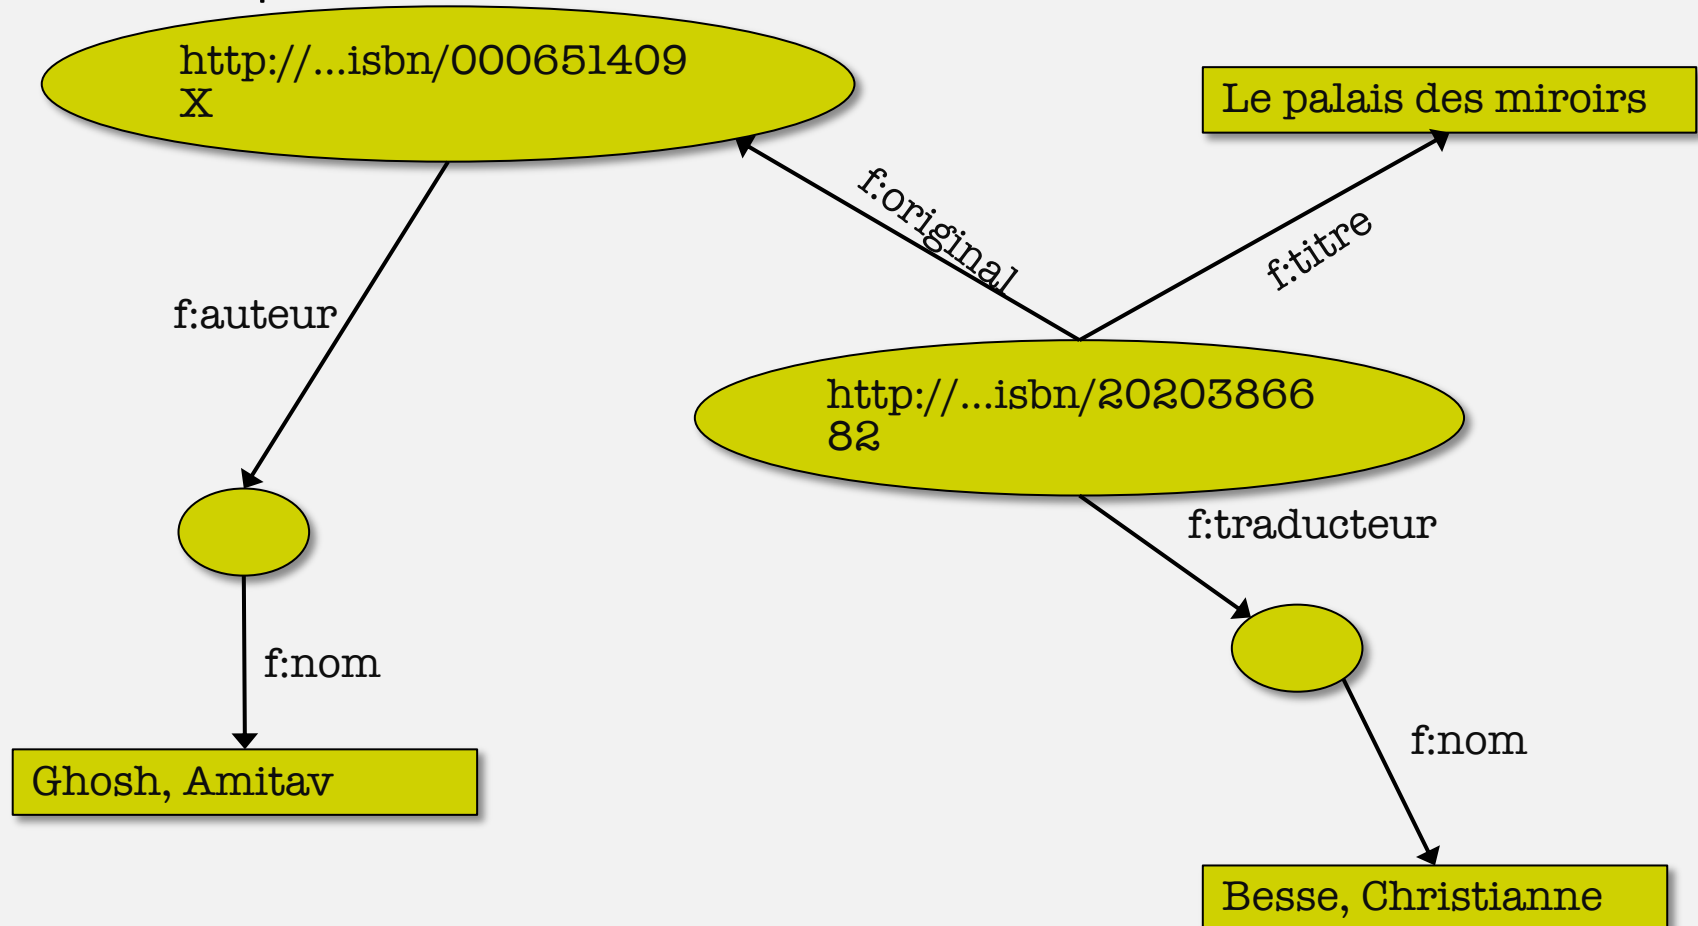 http://...isbn/000651409
X
Le palais des miroirs
f:original
f:titre
f:auteur
http://...isbn/20203866
82
f:traducteur
f:nom
f:nom
Ghosh, Amitav
Besse, Christianne